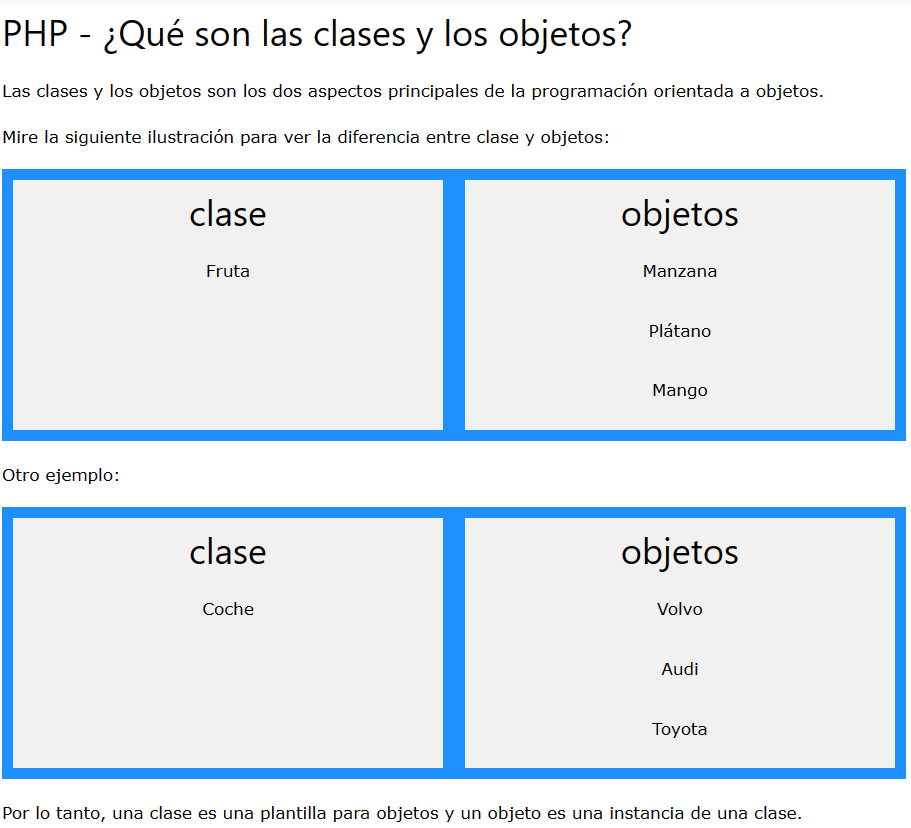 PHP - ¿Qué son las clases y los objetos?
Las clases y los objetos son los dos aspectos principales de la programación orientada a objetos.
Mire la siguiente ilustración para ver la diferencia entre clase y objetos:
clase
Fruta
objetos
Manzana
Plátano
Mango
Otro ejemplo:
clase
Coche
objetos
Volvo
Audi
Toyota
Por lo tanto, una clase es una plantilla para objetos y un objeto es una instancia de una clase.